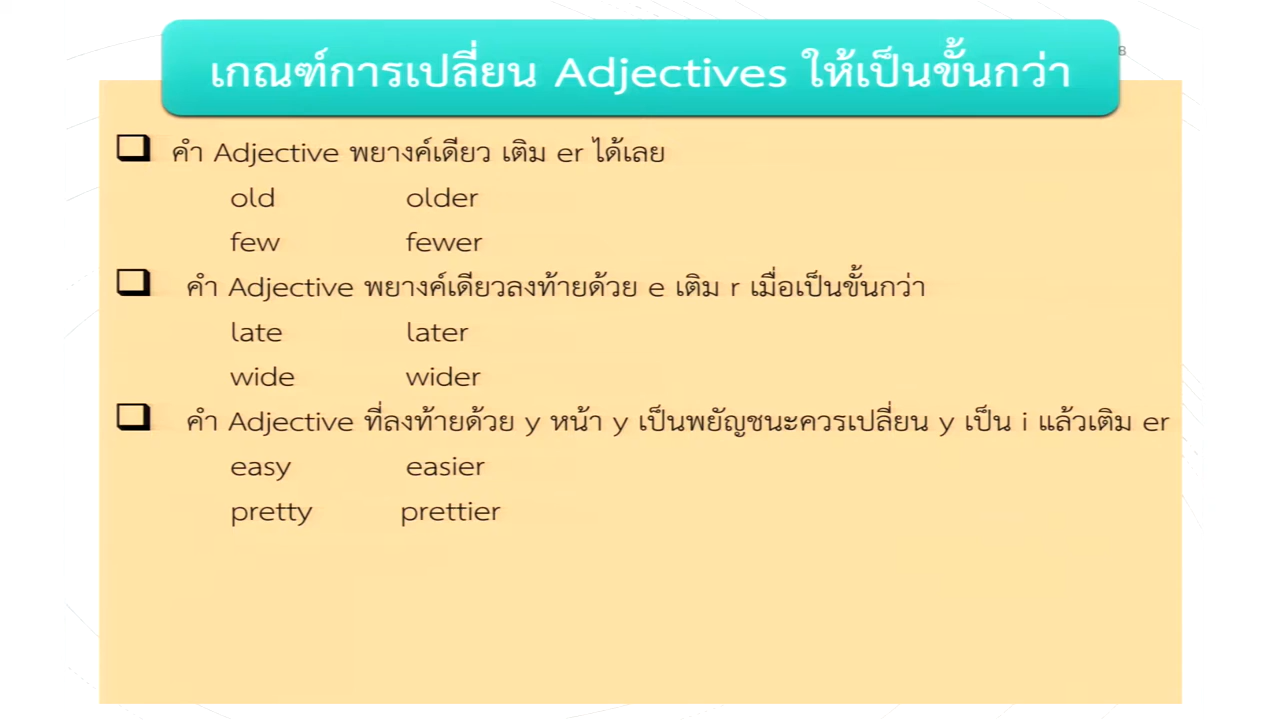 เกณฑ์การเปลี่ยน Adjectives ให้เป็นขั้นกว่า
8
คำ Adjective พยางค์เดียว เติม er ได้เลย
old older
few fewer
คำ Adjective พยางค์เดียวลงท้ายด้วย e เติม r เมื่อเป็นขั้นกว่า
late later
wide wider
คำ Adjective ที่ลงท้ายด้วย y หน้า y เป็นพยัญชนะควรเปลี่ยน y เป็น i แล้วเติม er
easy easier
pretty prettier